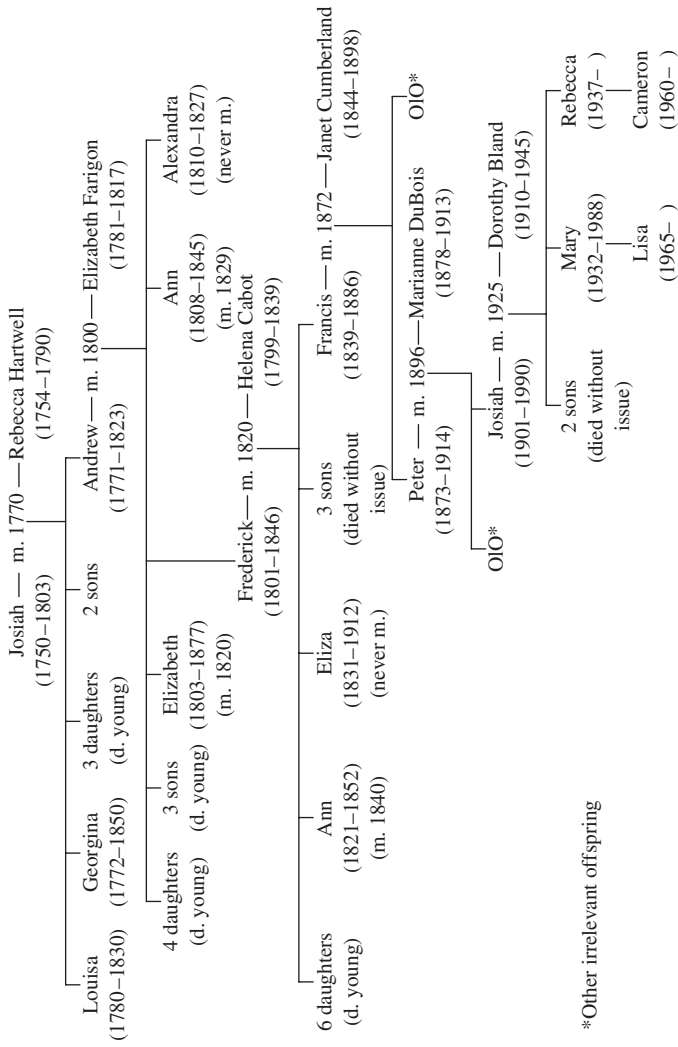 Josiah — m. 1770 — Rebecca Hartwell
(1750–1803) (1754–1790)
Louisa Georgina 3 daughters 2 sons Andrew — m. 1800 — Elizabeth Farigon
(1780–1830) (1772–1850) (d. young) (1771–1823) (1781–1817)
4 daughters 3 sons Elizabeth Ann Alexandra
(d. young) (d. young) (1803–1877) (1808–1845) (1810–1827)
(m. 1820) (m. 1829) (never m.)
Frederick — m. 1820 — Helena Cabot
(1801–1846) (1799–1839)
6 daughters Ann Eliza 3 sons Francis — m. 1872 — Janet Cumberland
(d. young) (1821–1852) (1831–1912) (died without (1839–1886) (1844–1898)
(m. 1840) (never m.) issue)
Peter — m. 1896 — Marianne DuBois OIO*
(1873–1914) (1878–1913)
OIO* Josiah — m. 1925 — Dorothy Bland
(1901–1990) (1910–1945)
2 sons Mary Rebecca
(died without (1932–1988) (1937– )
issue) Lisa Cameron
(1965– ) (1960– )
*Other irrelevant offspring